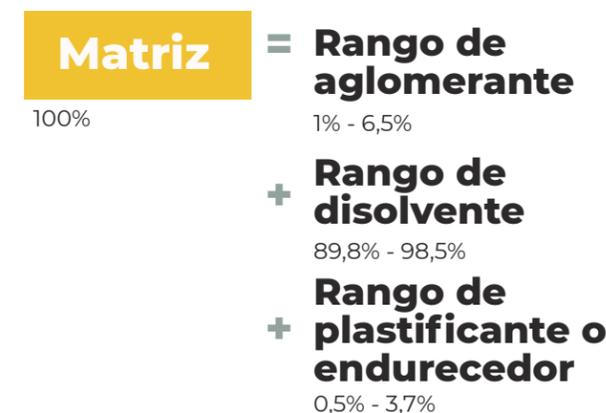 Matriz
100%
=
Rango de
aglomerante
1% - 6,5%
+
Rango de
disolvente
89,8% - 98,5%
+
Rango de
plastificante o
endurecedor
0,5% - 3,7%